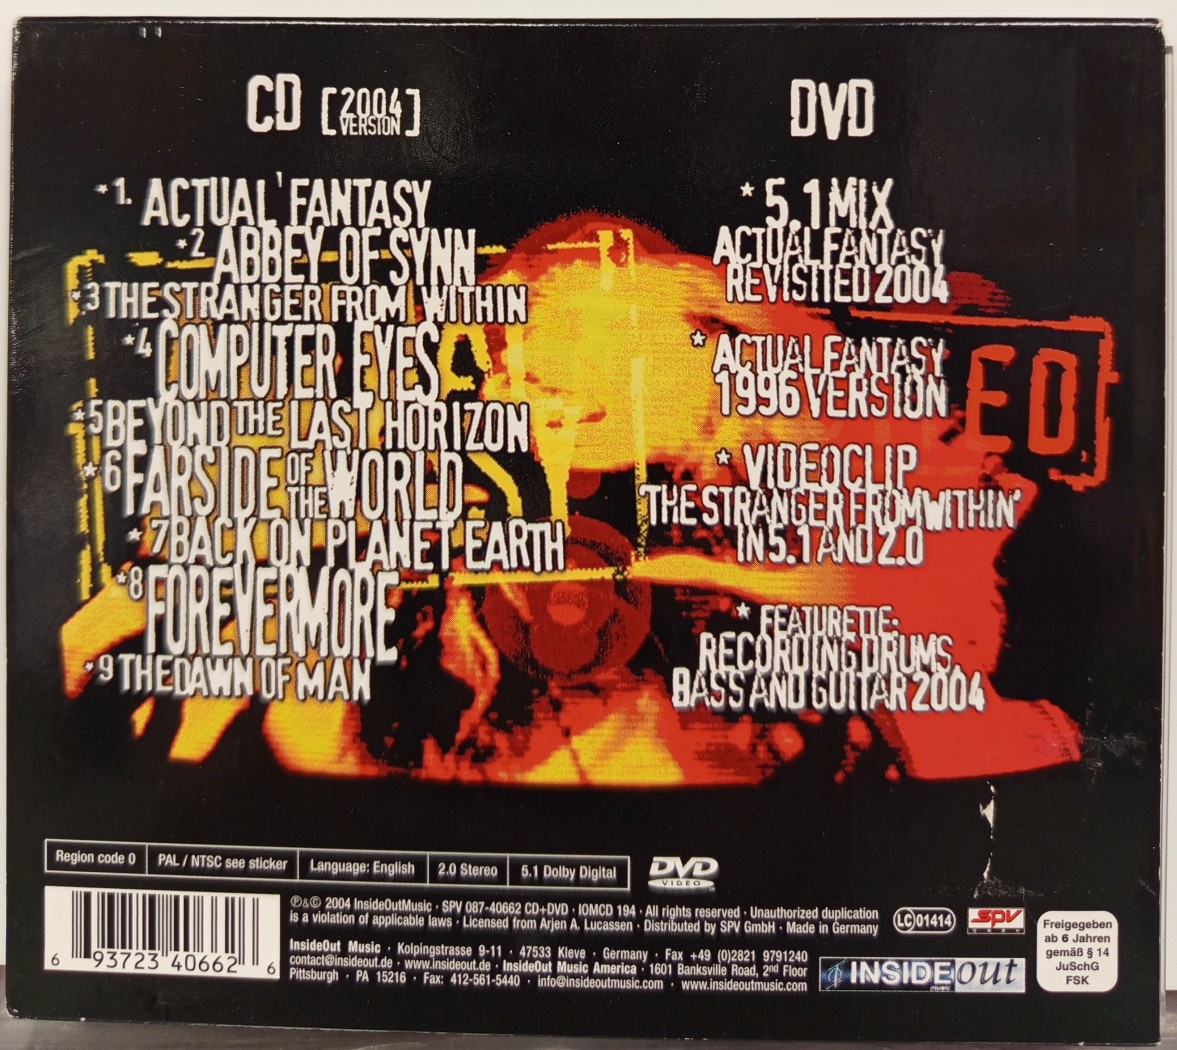 CD [2004 VERSION]
*1. ACTUAL FANTASY
*2 ABBEY OF SYNN
*3 THE STRANGER FROM WITHIN
*4 COMPUTER EYES
*5 BEYOND THE LAST HORIZON
*6 FARSIDE OF THE WORLD
*7 BACK ON PLANET EARTH
*8 FOREVERMORE
*9 THE DAWN OF MAN
DVD
* 5.1 MIX
ACTUAL FANTASY
REVISITED 2004
* ACTUAL FANTASY
1996 VERSION
* VIDEOCLIP
'THE STRANGER FROM WITHIN'
IN 5.1 AND 2.0
* FEATURETTE:
RECORDING DRUMS,
BASS AND GUITAR 2004
ED
Region code 0
PAL / NTSC see sticker
Language: English
2.0 Stereo
5.1 Dolby Digital
DVD
VIDEO
6 93723 40662 6
℗&© 2004 InsideOutMusic · SPV 087-40662 CD+DVD · IOMCD 194 · All rights reserved · Unauthorized duplication
is a violation of applicable laws · Licensed from Arjen A. Lucassen · Distributed by SPV GmbH · Made in Germany
InsideOut Music · Kolpingstrasse 9-11 · 47533 Kleve · Germany · Fax +49 (0)2821 9791240
contact@insideout.de · www.insideout.de · InsideOut Music America · 1601 Banksville Road, 2nd Floor
Pittsburgh · PA 15216 · Fax: 412-561-5440 · info@insideoutmusic.com · www.insideoutmusic.com
LC 01414
SPV
INSIDEout
music
Freigegeben
ab 6 Jahren
gemäß § 14
JuSchG
FSK